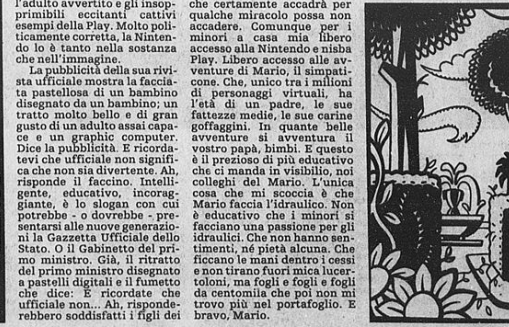 l'adulto avvertito e gli insop-
primibili eccitanti cattivi
esempi della Play. Molto poli-
ticamente corretta, la Ninten-
do lo è tanto nella sostanza
che nell'immagine.
La pubblicità della sua rivi-
sta ufficiale mostra la faccia-
ta pastellosa di un bambino
disegnato da un bambino; un
tratto molto bello e di gran
gusto di un adulto assai capa-
ce e un graphic computer.
Dice la pubblicità. E ricorda-
tevi che ufficiale non signifi-
ca che non sia divertente. Ah,
risponde il faccino. Intelli-
gente, educativo, incorag-
giante, è lo slogan con cui
potrebbe - o dovrebbe - pre-
sentarsi alle nuove generazio-
ni la Gazzetta Ufficiale dello
Stato. O il Gabinetto del pri-
mo ministro. Già, il ritratto
del primo ministro disegnato
a pastelli digitali e il fumetto
che dice: E ricordate che
ufficiale non... Ah, risponde-
rebbero soddisfatti i figli dei
che certamente accadrà per
qualche miracolo possa non
accadere. Comunque per i
minori a casa mia libero
accesso alla Nintendo e nisba
Play. Libero accesso alle av-
venture di Mario, il simpati-
cone. Che, unico tra i milioni
di personaggi virtuali, ha
l'età di un padre, le sue
fattezze medie, le sue carine
goffaggini. In quante belle
avventure si avventura il
vostro papà, bimbi. E questo
è il prezioso di più educativo
che ci manda in visibilio, noi
colleghi del Mario. L'unica
cosa che mi scoccia è che
Mario faccia l'idraulico. Non
è educativo che i minori si
facciano una passione per gli
idraulici. Che non hanno sen-
timenti, né pietà alcuna. Che
ficcano le mani dentro i cessi
e non tirano fuori mica lucer-
toloni, ma fogli e fogli e fogli
da centomila che poi non mi
trovo più nel portafoglio. E
bravo, Mario.